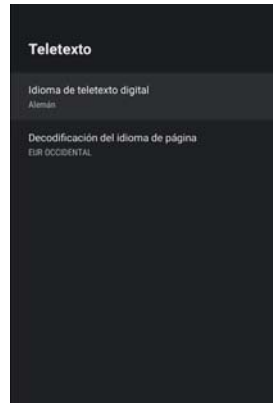 Teletexto
Idioma de teletexto digital
Alemán
Decodificación del idioma de página
EUR OCCIDENTAL